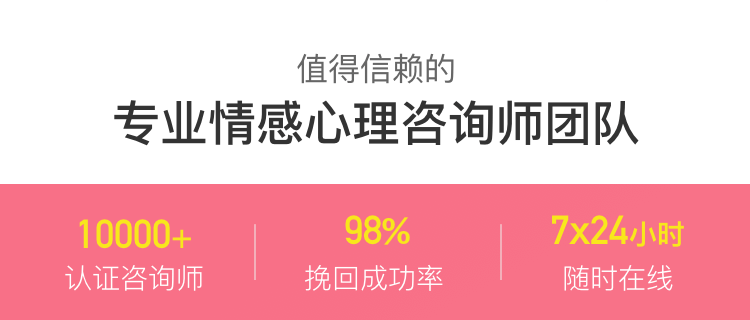 值得信赖的
专业情感心理咨询师团队
10000+
98%
7x24小时
认证咨询师
挽回成功率
随时在线